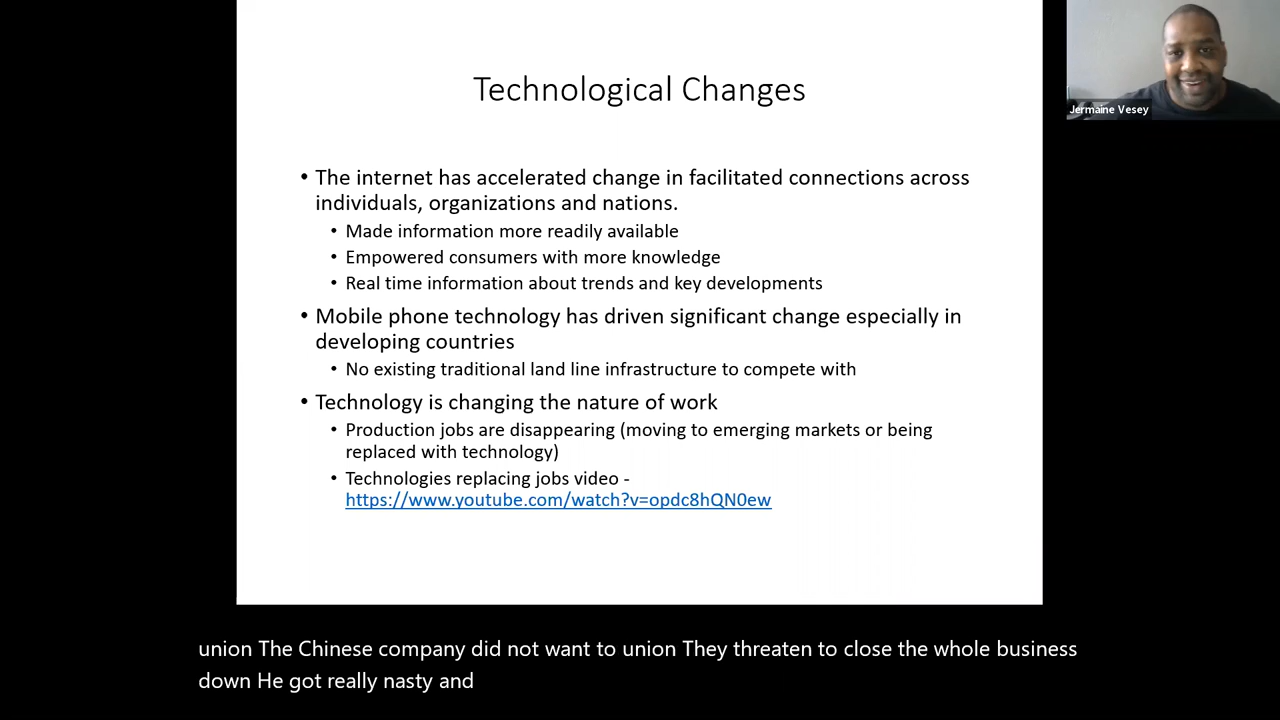 Technological Changes
Jermaine Vesey
• The internet has accelerated change in facilitated connections across
individuals, organizations and nations.
• Made information more readily available
• Empowered consumers with more knowledge
• Real time information about trends and key developments
• Mobile phone technology has driven significant change especially in
developing countries
• No existing traditional land line infrastructure to compete with
• Technology is changing the nature of work
• Production jobs are disappearing (moving to emerging markets or being
replaced with technology)
• Technologies replacing jobs video -
https://www.youtube.com/watch?v=opdc8hQN0ew
union The Chinese company did not want to union They threaten to close the whole business
down He got really nasty and